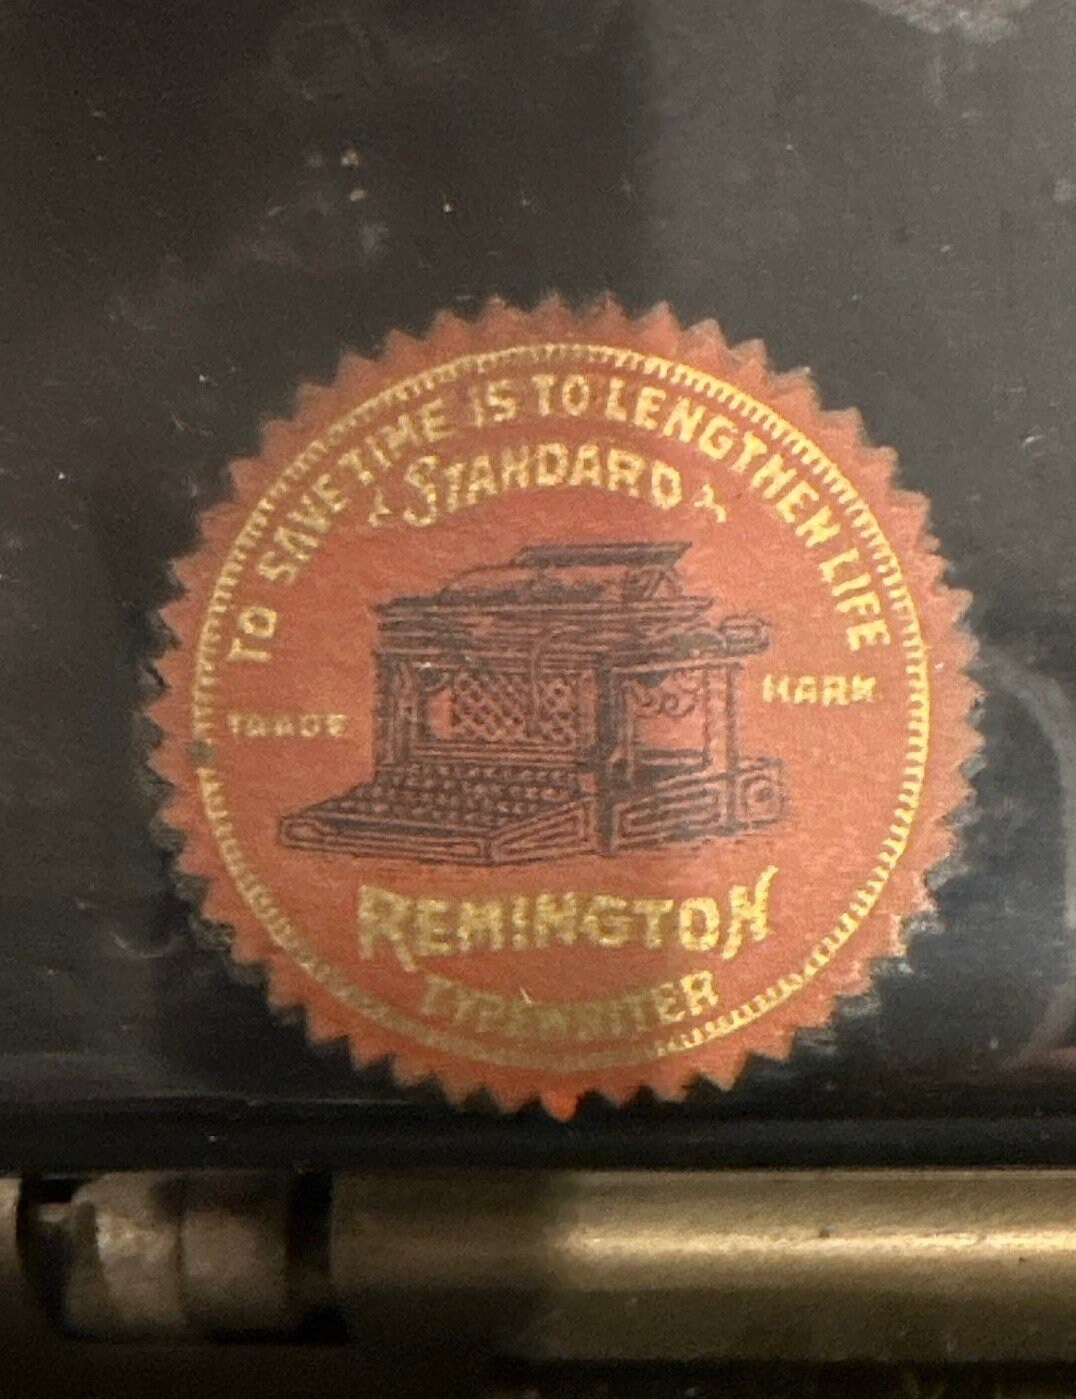 TO SAVE TIME IS TO LENGTHEN LIFE
STANDARD
TRADE MARK
REMINGTON
TYPEWRITER